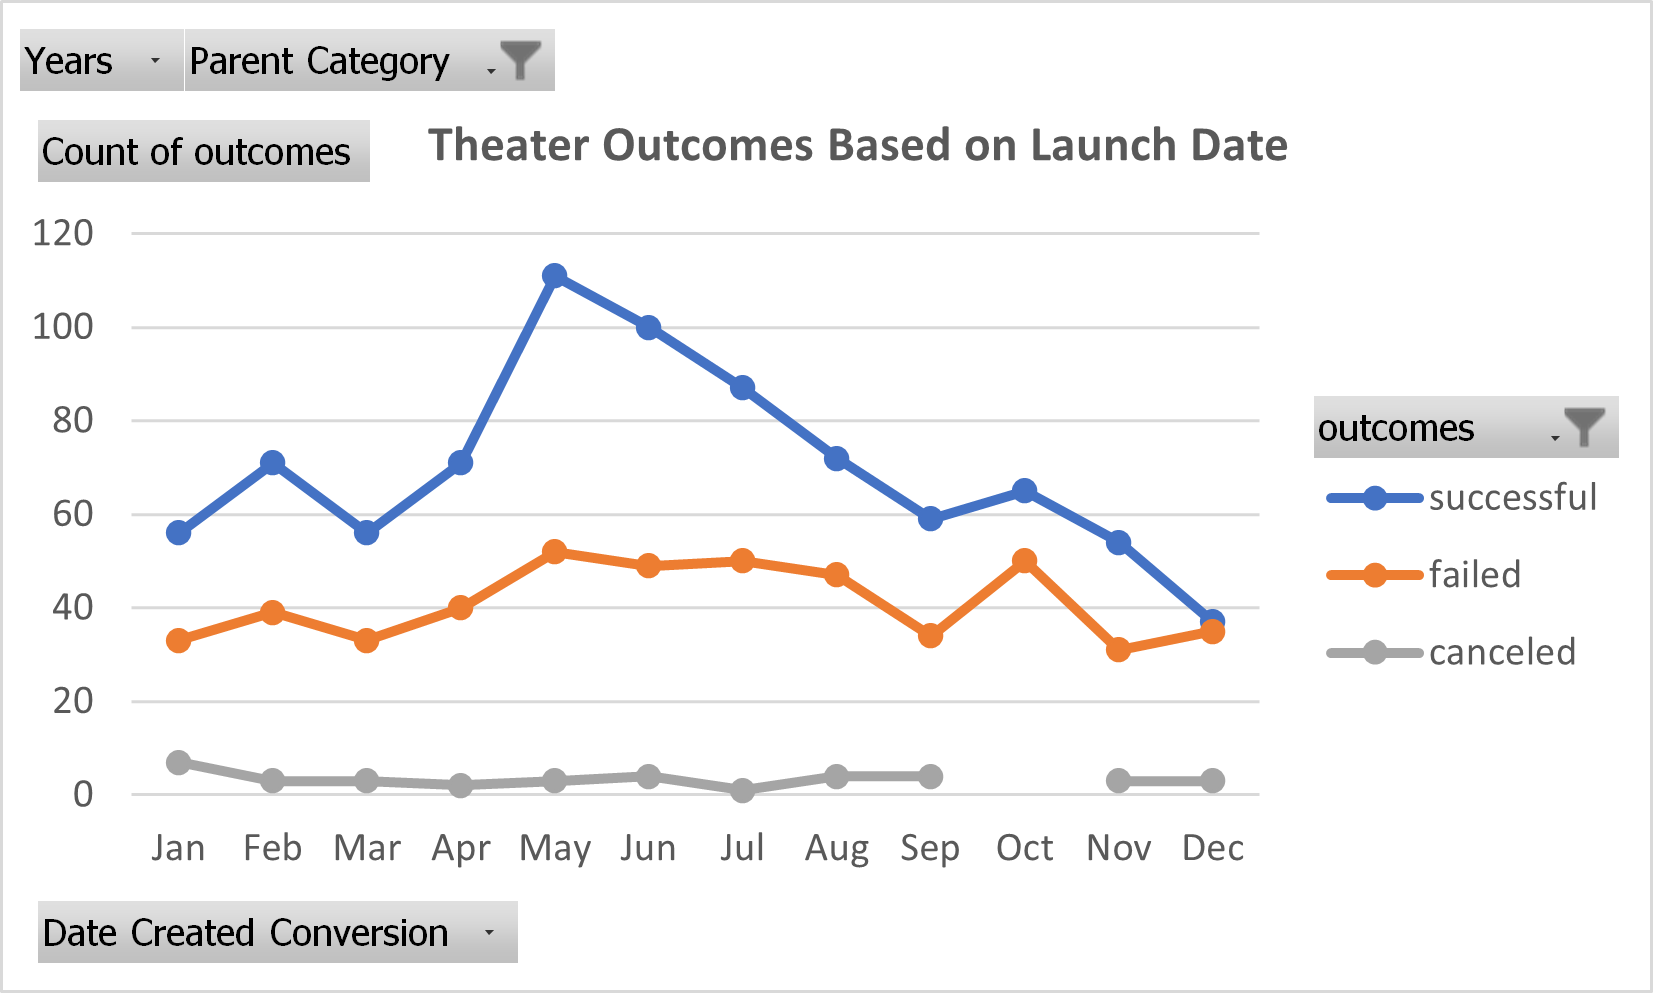 Years Parent Category
Count of outcomes
Theater Outcomes Based on Launch Date
120
100
80
60
40
20
0
Jan Feb Mar Apr May Jun Jul Aug Sep Oct Nov Dec
outcomes
successful
failed
canceled
Date Created Conversion